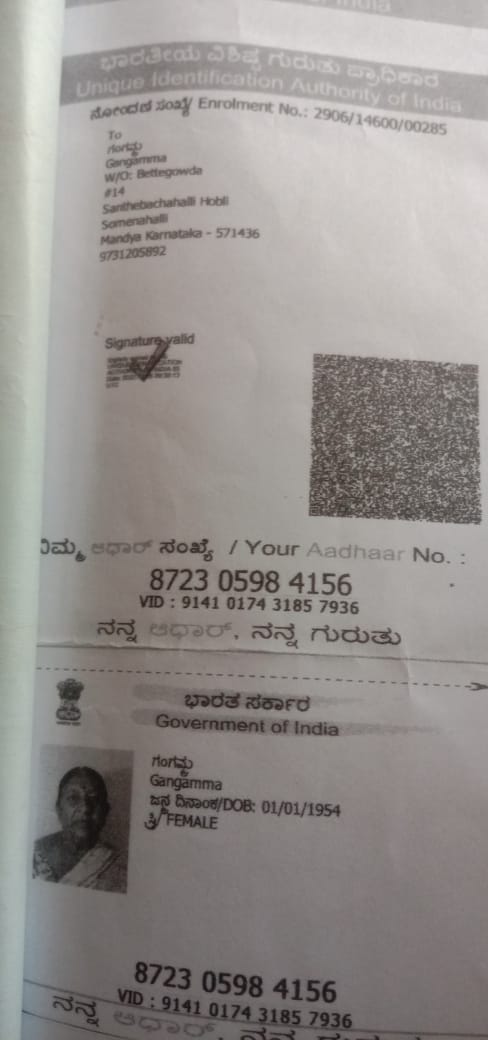 ಭಾರತೀಯ ವಿಶಿಷ್ಟ ಗುರುತು ಪ್ರಾಧಿಕಾರ
Unique Identification Authority of India
ನೋಂದಣಿ ಸಂಖ್ಯೆ/ Enrolment No.: 2906/14600/00285
To
ಗಂಗಮ್ಮ
Gangamma
W/O: Bettegowda
#14
Santhebachahalli Hobli
Somenahalli
Mandya Karnataka - 571436
9731205892
Signature valid
ನಿಮ್ಮ ಆಧಾರ್ ಸಂಖ್ಯೆ / Your Aadhaar No. :
8723 0598 4156
VID : 9141 0174 3185 7936
ನನ್ನ ಆಧಾರ್, ನನ್ನ ಗುರುತು
ಭಾರತ ಸರ್ಕಾರ
Government of India
ಗಂಗಮ್ಮ
Gangamma
ಜನ್ಮ ದಿನಾಂಕ/DOB: 01/01/1954
ಸ್ತ್ರೀ/ FEMALE
8723 0598 4156
VID : 9141 0174 3185 7936
ನನ್ನ ಆಧಾರ್, ನನ್ನ